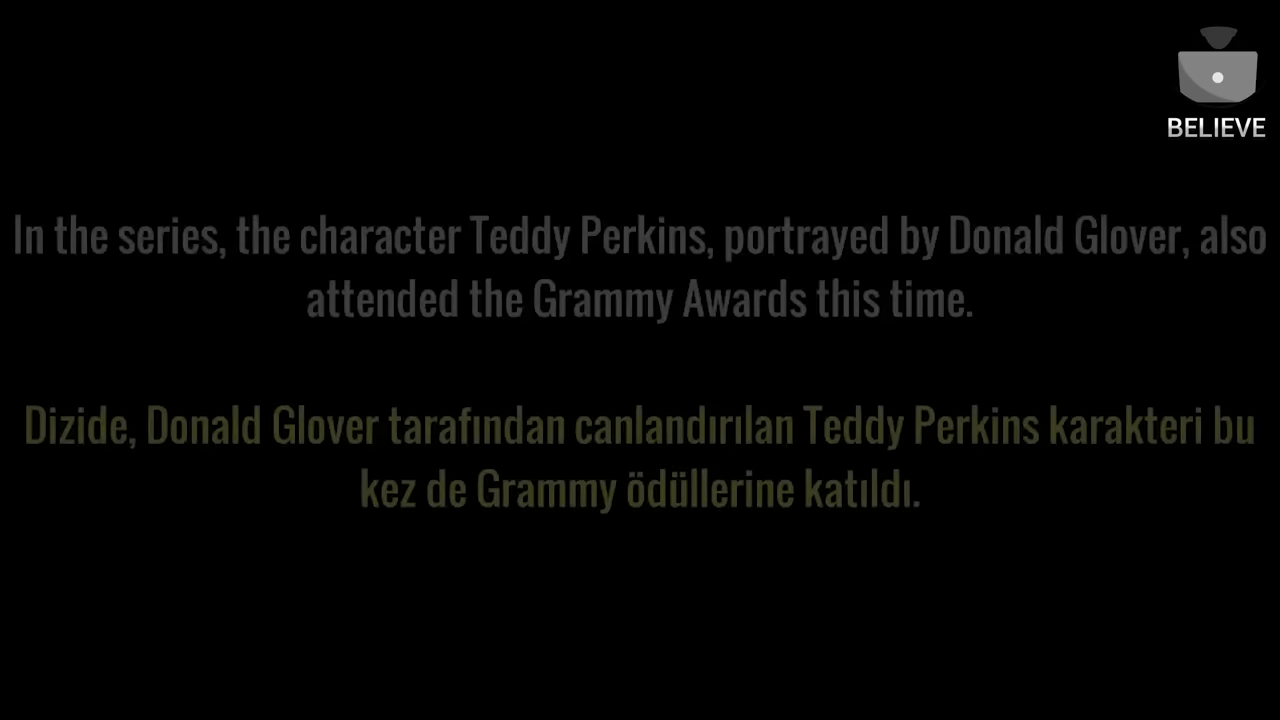 BELIEVE
In the series, the character Teddy Perkins, portrayed by Donald Glover, also
attended the Grammy Awards this time.
Dizide, Donald Glover tarafından canlandırılan Teddy Perkins karakteri bu
kez de Grammy ödüllerine katıldı.